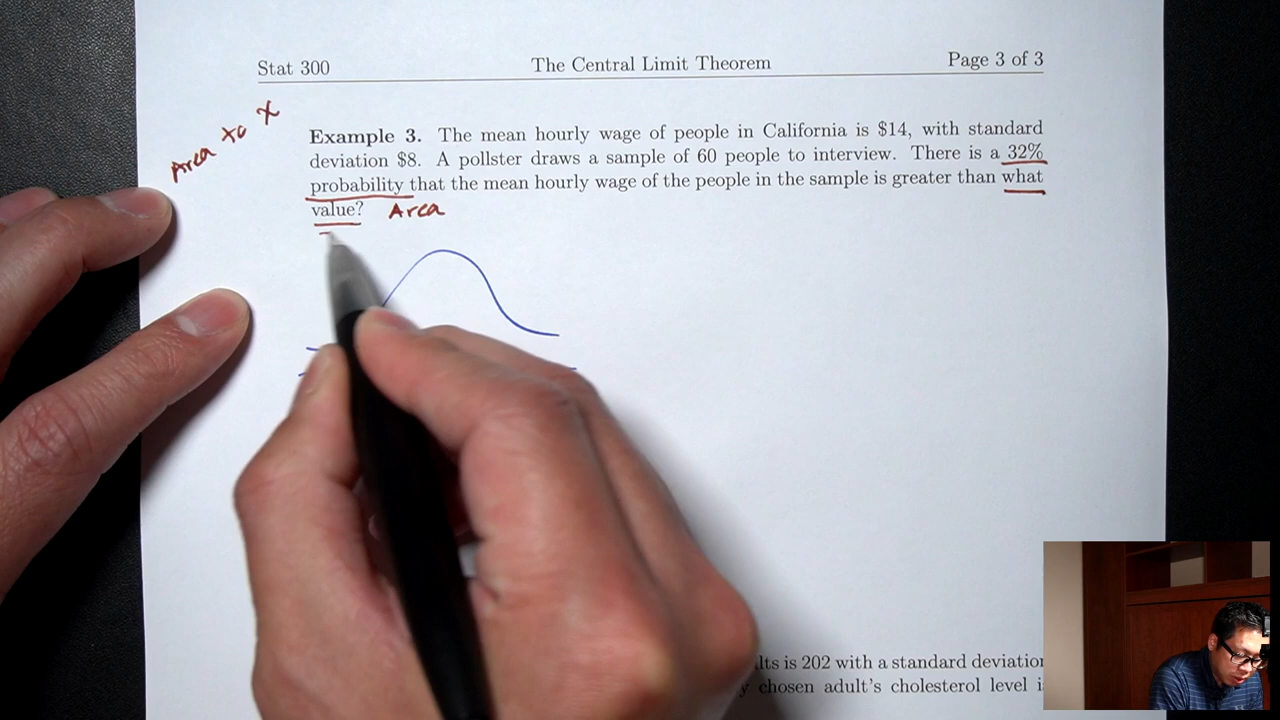 Stat 300 The Central Limit Theorem Page 3 of 3
Area to X
Example 3. The mean hourly wage of people in California is $14, with standard
deviation $8. A pollster draws a sample of 60 people to interview. There is a 32%
probability that the mean hourly wage of the people in the sample is greater than what
value? Area
is 202 with a standard deviation
chosen adult's cholesterol level